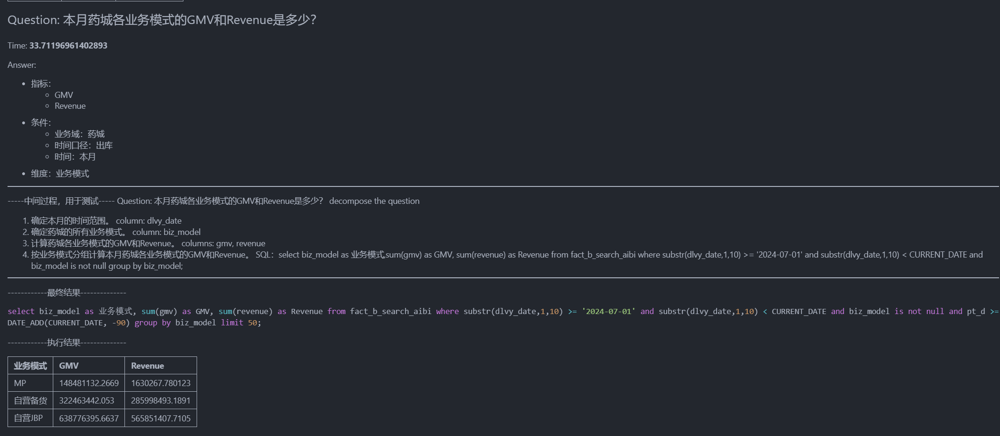 Question: 本月药城各业务模式的GMV和Revenue是多少？
Time: 33.71196961402893
Answer:
• 指标：
◦ GMV
◦ Revenue
• 条件：
◦ 业务域：药城
◦ 时间口径：出库
◦ 时间：本月
• 维度：业务模式
-----中间过程，用于测试----- Question: 本月药城各业务模式的GMV和Revenue是多少？ decompose the question
1. 确定本月的时间范围。 column: dlvy_date
2. 确定药城的所有业务模式。 column: biz_model
3. 计算药城各业务模式的GMV和Revenue。 columns: gmv, revenue
4. 按业务模式分组计算本月药城各业务模式的GMV和Revenue。 SQL：select biz_model as 业务模式,sum(gmv) as GMV, sum(revenue) as Revenue from fact_b_search_aibi where substr(dlvy_date,1,10) >= '2024-07-01' and substr(dlvy_date,1,10) < CURRENT_DATE and
biz_model is not null group by biz_model;
------------最终结果--------------
select biz_model as 业务模式, sum(gmv) as GMV, sum(revenue) as Revenue from fact_b_search_aibi where substr(dlvy_date,1,10) >= '2024-07-01' and substr(dlvy_date,1,10) < CURRENT_DATE and biz_model is not null and pt_d >=
DATE_ADD(CURRENT_DATE, -90) group by biz_model limit 50;
------------执行结果--------------
业务模式 GMV Revenue
MP 148481132.2669 1630267.780123
自营备货 322463442.053 285998493.1891
自营JBP 638776395.6637 565851407.7105